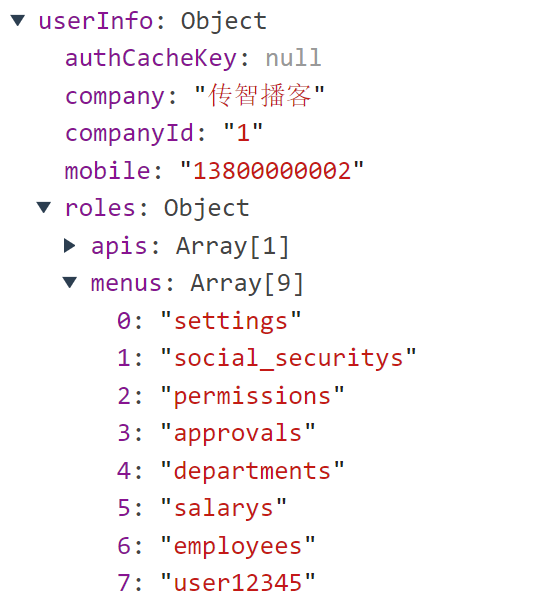 userInfo: Object
authCacheKey: null
company: "传智播客"
companyId: "1"
mobile: "13800000002"
roles: Object
apis: Array[1]
menus: Array[9]
0: "settings"
1: "social_securitys"
2: "permissions"
3: "approvals"
4: "departments"
5: "salarys"
6: "employees"
7: "user12345"